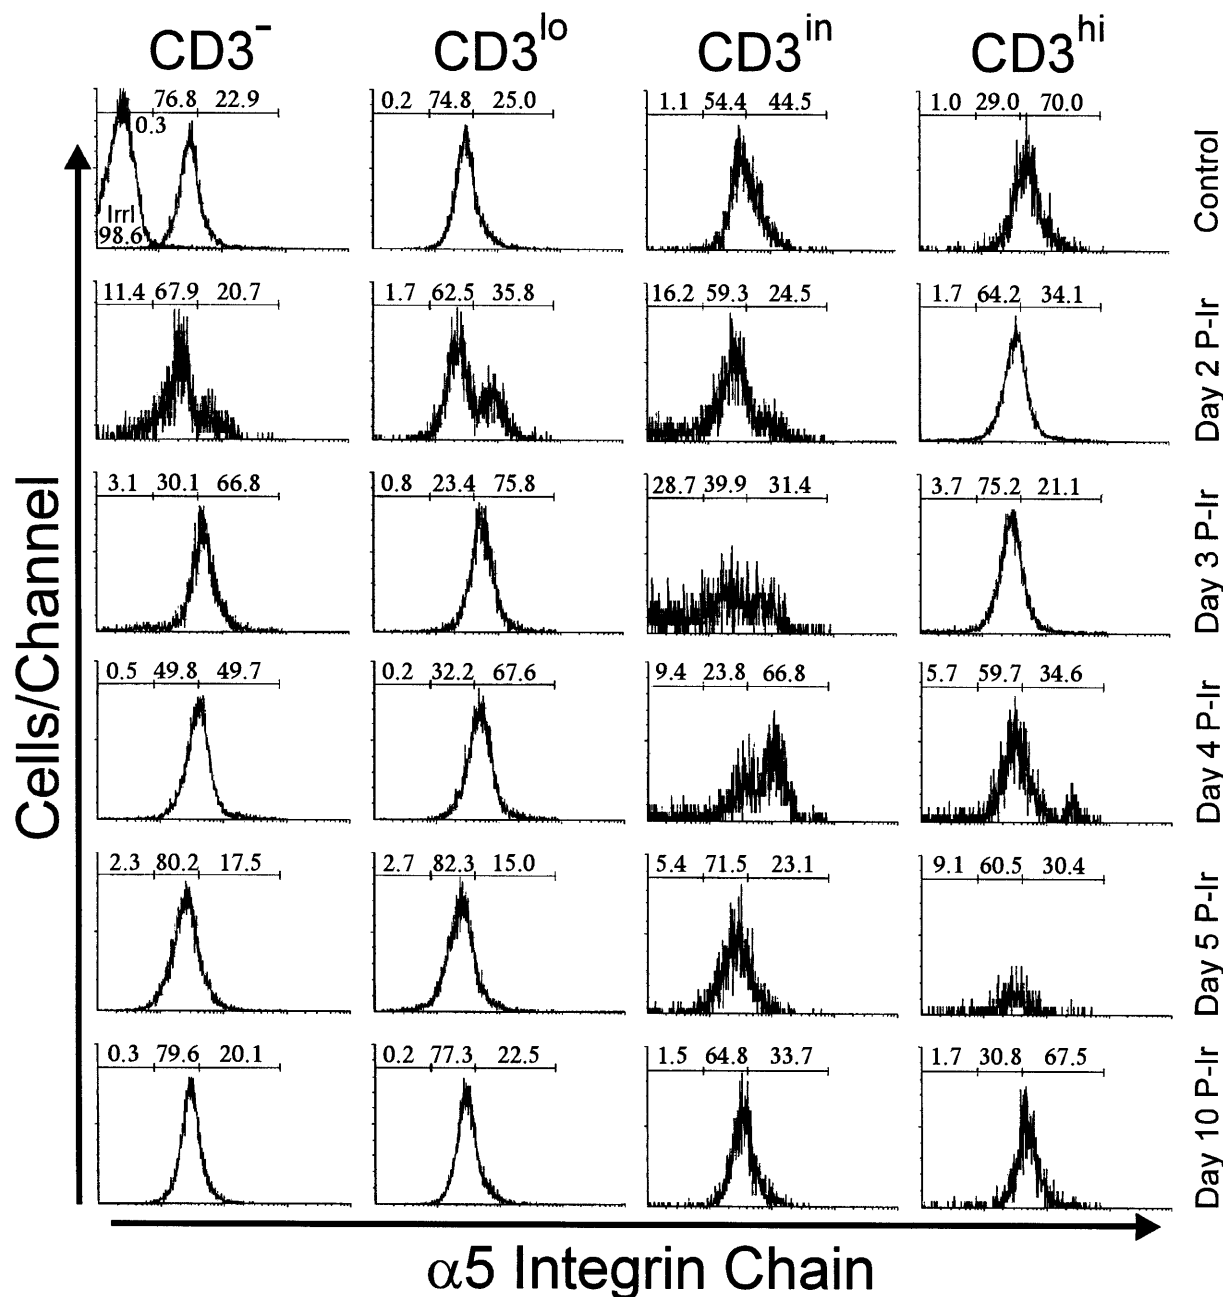 CD3- CD3lo CD3in CD3hi
76.8 22.9 0.2 74.8 25.0 1.1 54.4 44.5 1.0 29.0 70.0
0.3
Irrl
98.6
Control
11.4 67.9 20.7 1.7 62.5 35.8 16.2 59.3 24.5 1.7 64.2 34.1
Day 2 P-Ir
3.1 30.1 66.8 0.8 23.4 75.8 28.7 39.9 31.4 3.7 75.2 21.1
Day 3 P-Ir
0.5 49.8 49.7 0.2 32.2 67.6 9.4 23.8 66.8 5.7 59.7 34.6
Day 4 P-Ir
2.3 80.2 17.5 2.7 82.3 15.0 5.4 71.5 23.1 9.1 60.5 30.4
Day 5 P-Ir
0.3 79.6 20.1 0.2 77.3 22.5 1.5 64.8 33.7 1.7 30.8 67.5
Day 10 P-Ir
Cells/Channel
α5 Integrin Chain